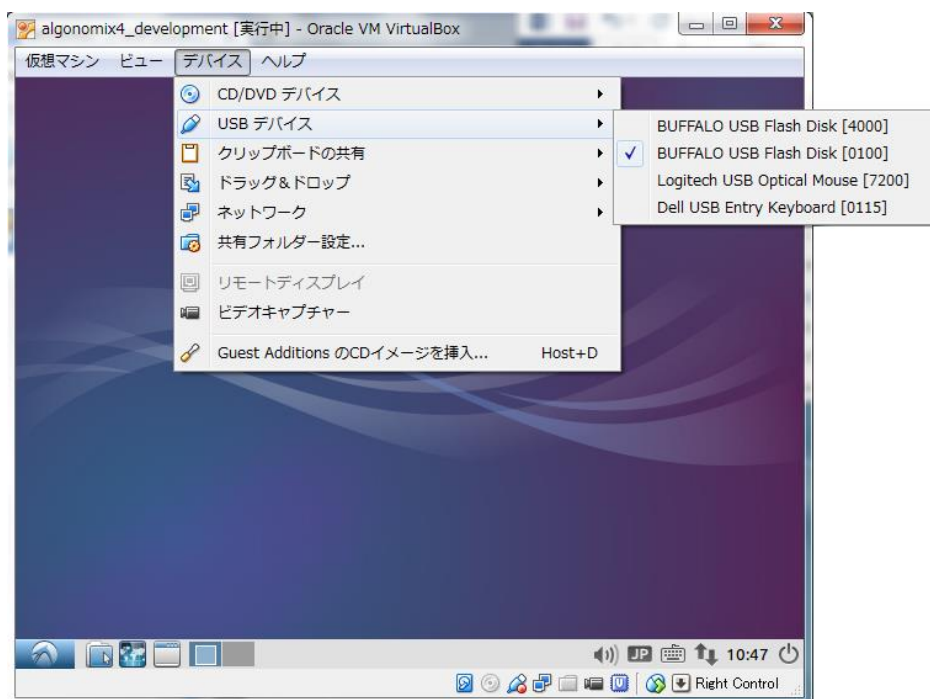 algonomix4_development [実行中] - Oracle VM VirtualBox
仮想マシン ビュー デバイス ヘルプ
CD/DVD デバイス
USB デバイス
クリップボードの共有
ドラッグ&ドロップ
ネットワーク
共有フォルダー設定...
リモートディスプレイ
ビデオキャプチャー
Guest Additions のCDイメージを挿入... Host+D
BUFFALO USB Flash Disk [4000]
BUFFALO USB Flash Disk [0100]
Logitech USB Optical Mouse [7200]
Dell USB Entry Keyboard [0115]
JP 10:47
Right Control